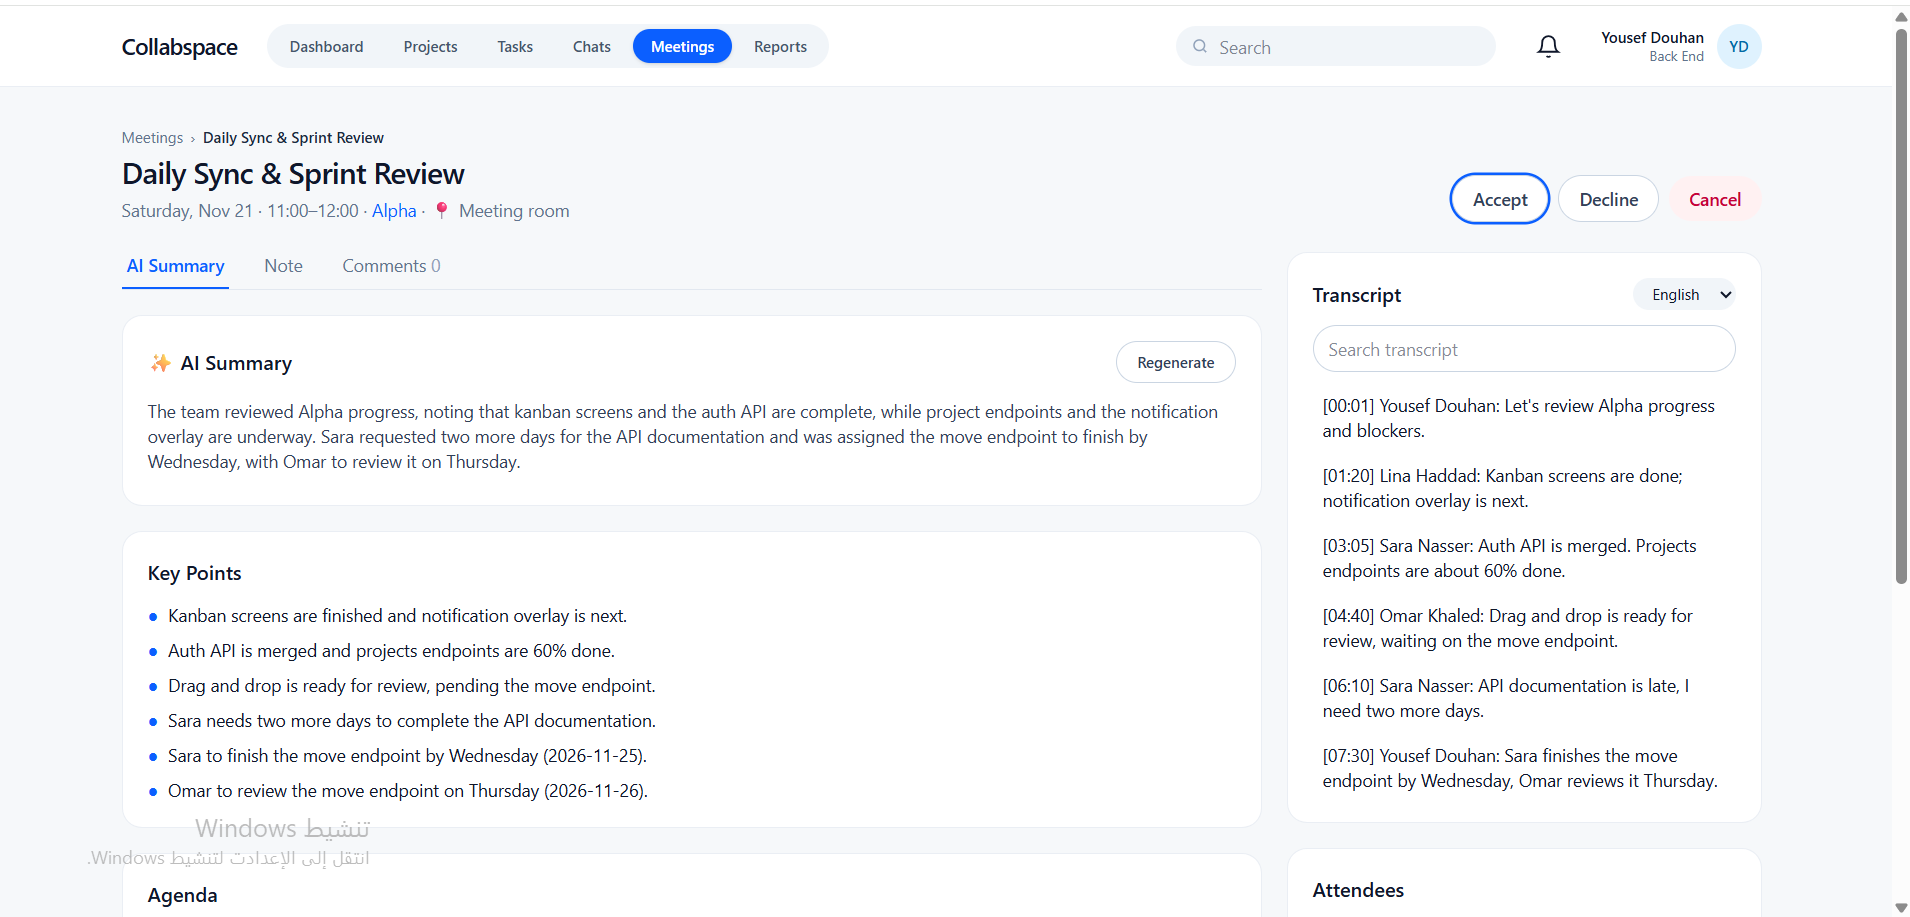 Collabspace
Dashboard
Projects
Tasks
Chats
Meetings
Reports
Search
Yousef Douhan
Back End
YD
Meetings › Daily Sync & Sprint Review
Daily Sync & Sprint Review
Saturday, Nov 21 · 11:00–12:00 · Alpha · 📍 Meeting room
Accept
Decline
Cancel
AI Summary
Note
Comments 0
✨ AI Summary
Regenerate
The team reviewed Alpha progress, noting that kanban screens and the auth API are complete, while project endpoints and the notification
overlay are underway. Sara requested two more days for the API documentation and was assigned the move endpoint to finish by
Wednesday, with Omar to review it on Thursday.
Key Points
• Kanban screens are finished and notification overlay is next.
• Auth API is merged and projects endpoints are 60% done.
• Drag and drop is ready for review, pending the move endpoint.
• Sara needs two more days to complete the API documentation.
• Sara to finish the move endpoint by Wednesday (2026-11-25).
• Omar to review the move endpoint on Thursday (2026-11-26).
Agenda
Transcript
English
Search transcript
[00:01] Yousef Douhan: Let's review Alpha progress
and blockers.
[01:20] Lina Haddad: Kanban screens are done;
notification overlay is next.
[03:05] Sara Nasser: Auth API is merged. Projects
endpoints are about 60% done.
[04:40] Omar Khaled: Drag and drop is ready for
review, waiting on the move endpoint.
[06:10] Sara Nasser: API documentation is late, I
need two more days.
[07:30] Yousef Douhan: Sara finishes the move
endpoint by Wednesday, Omar reviews it Thursday.
Attendees
تنشيط Windows
انتقل إلى الإعدادت لتنشيط Windows.